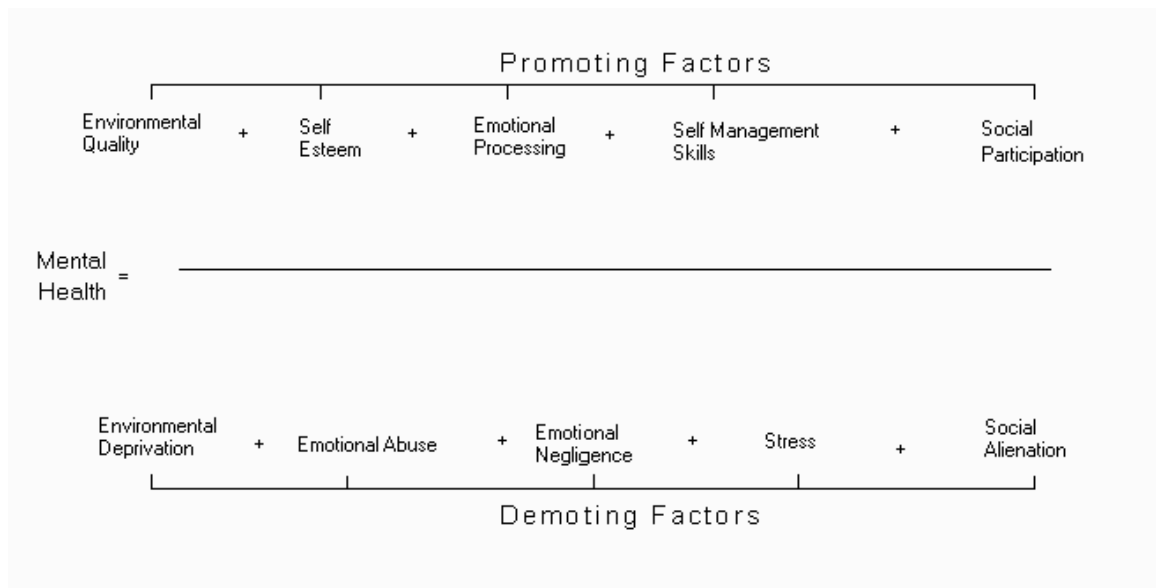 Promoting Factors
Environmental Quality + Self Esteem + Emotional Processing + Self Management Skills + Social Participation
Mental Health =
Environmental Deprivation + Emotional Abuse + Emotional Negligence + Stress + Social Alienation
Demoting Factors